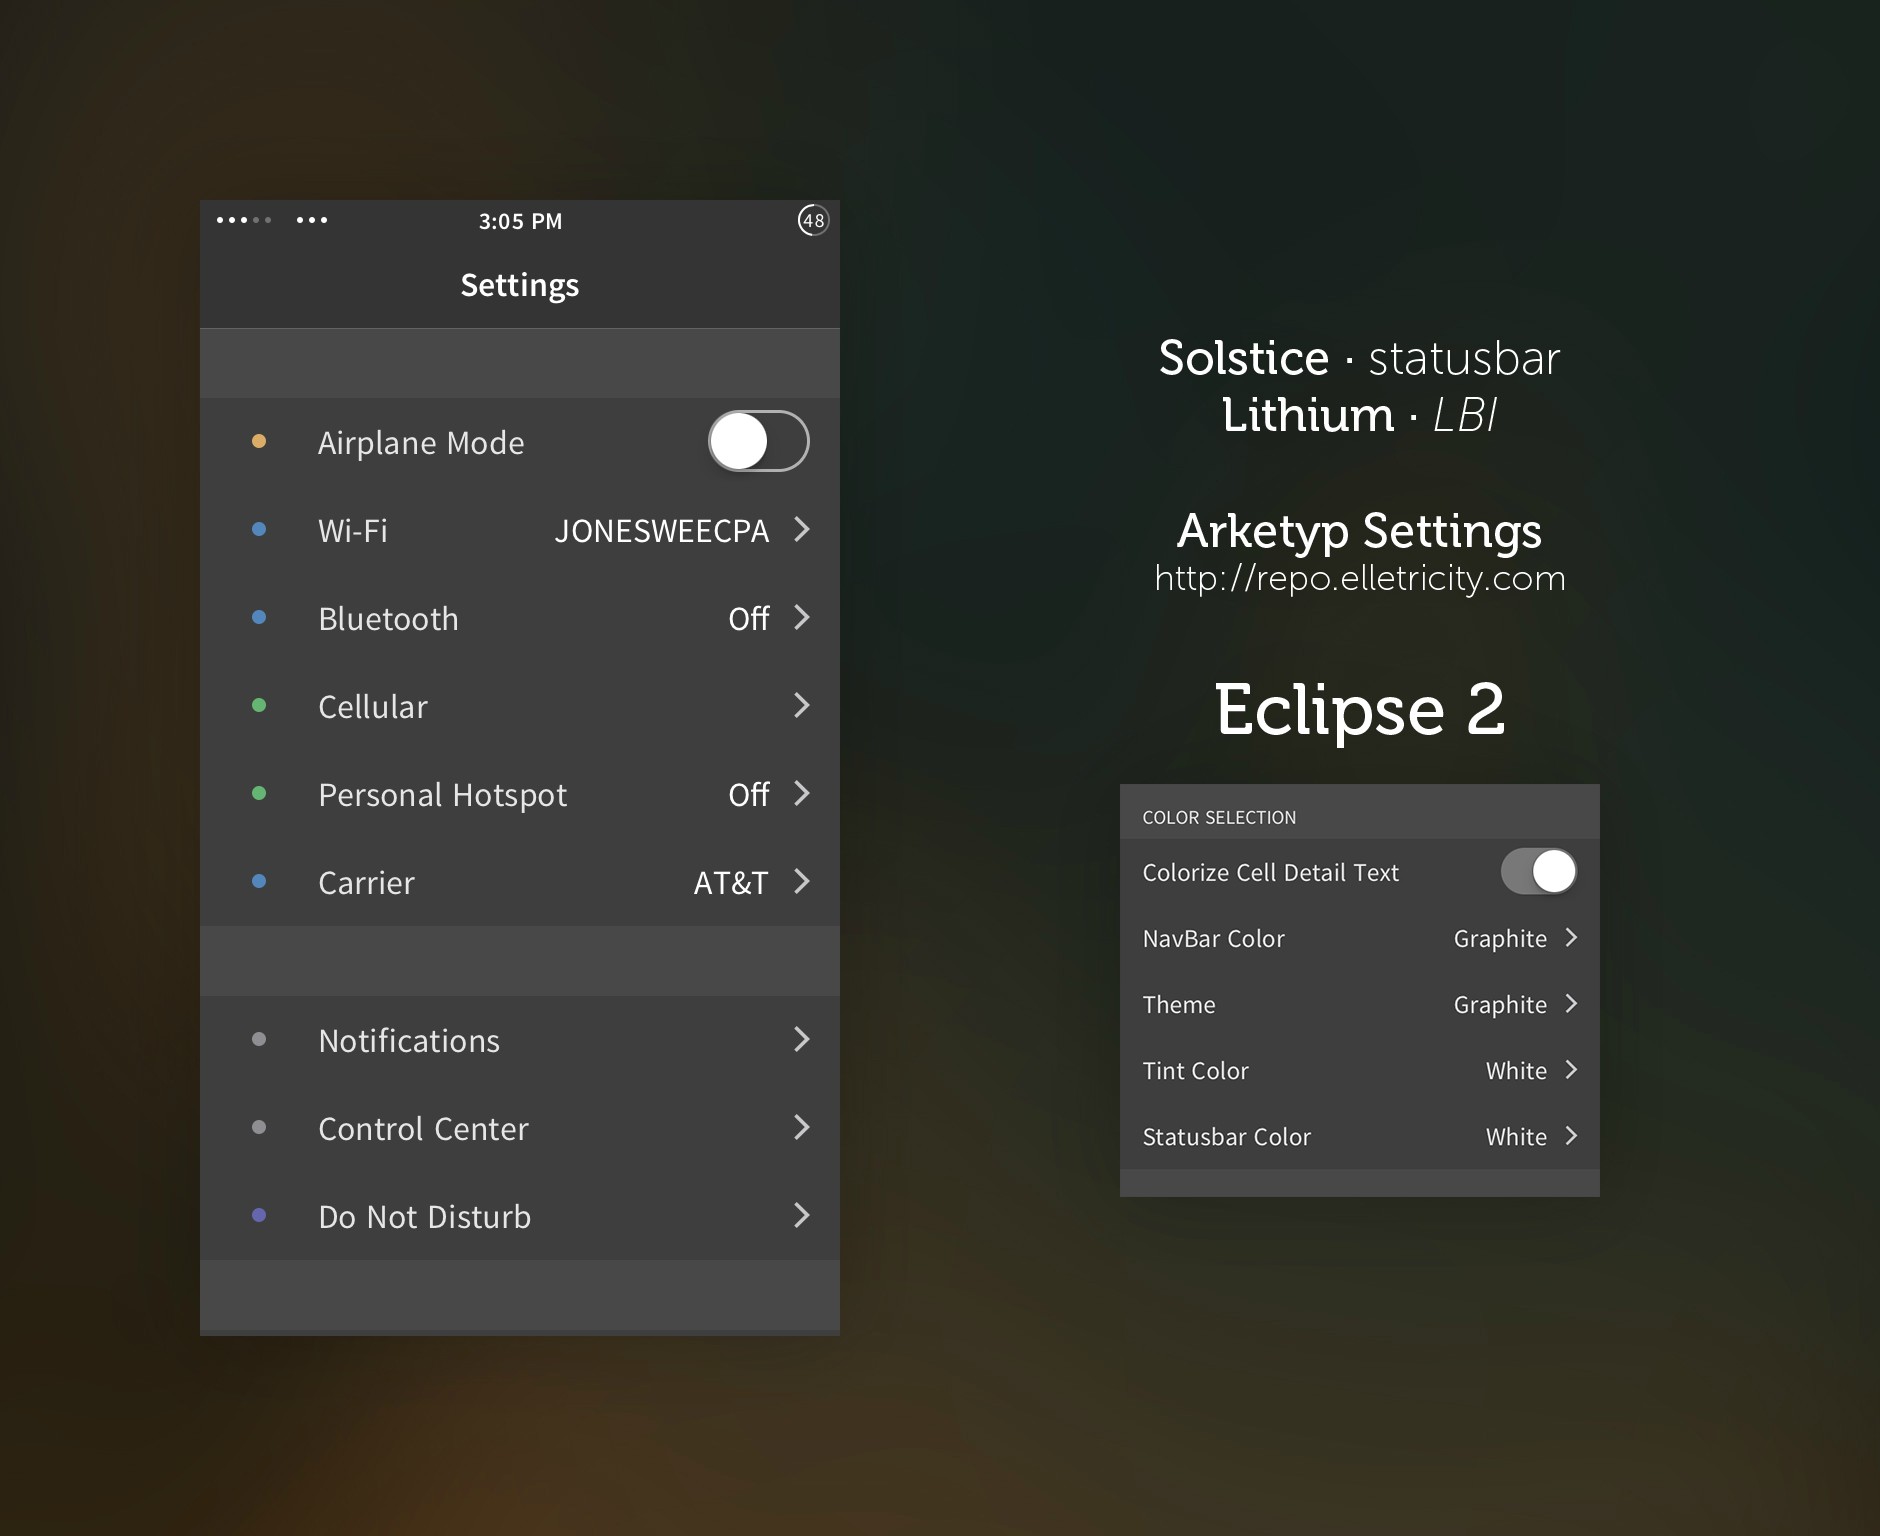 3:05 PM
48
Settings
Airplane Mode
Wi-Fi JONESWEECPA
Bluetooth Off
Cellular
Personal Hotspot Off
Carrier AT&T
Notifications
Control Center
Do Not Disturb
Solstice · statusbar
Lithium · LBI
Arketyp Settings
http://repo.elletricity.com
Eclipse 2
COLOR SELECTION
Colorize Cell Detail Text
NavBar Color Graphite
Theme Graphite
Tint Color White
Statusbar Color White